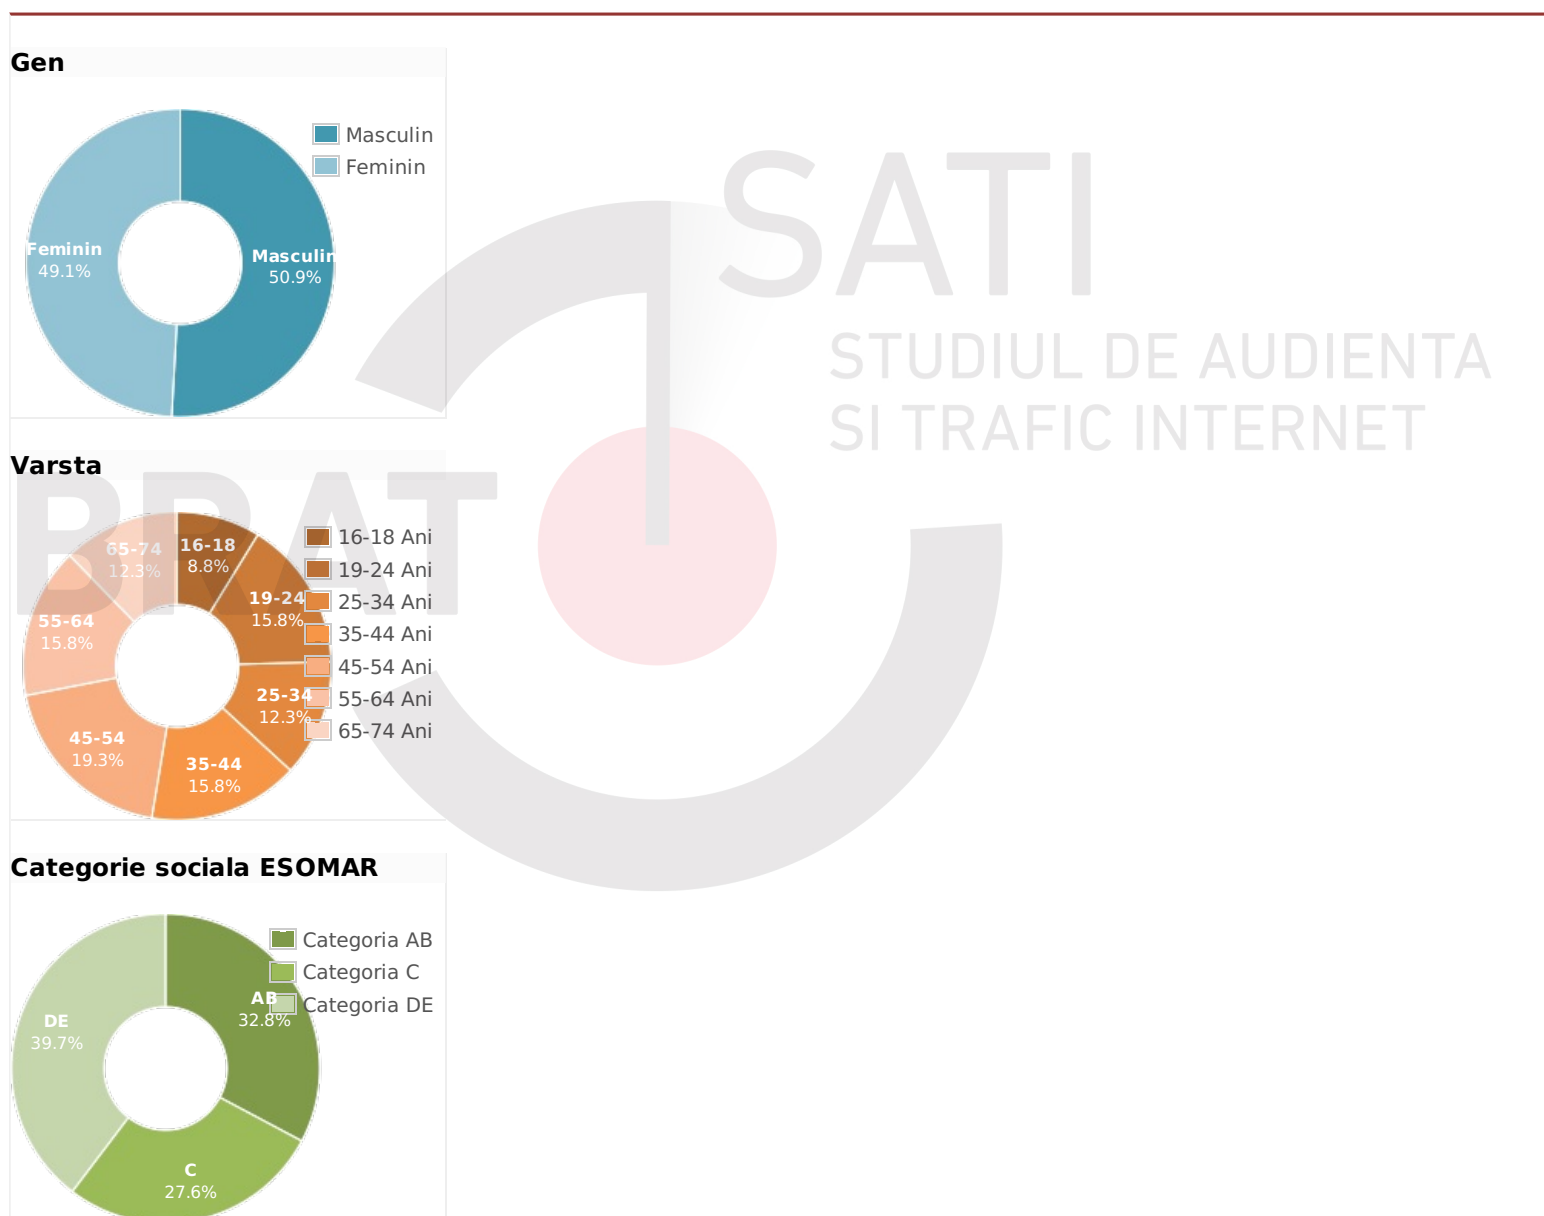 Gen
Masculin
Feminin
Feminin
49.1%
Masculin
50.9%
SATI
STUDIUL DE AUDIENTA
SI TRAFIC INTERNET
BRAT
Varsta
16-18 Ani
19-24 Ani
25-34 Ani
35-44 Ani
45-54 Ani
55-64 Ani
65-74 Ani
65-74
12.3%
16-18
8.8%
19-24
15.8%
55-64
15.8%
25-34
12.3%
45-54
19.3%
35-44
15.8%
Categorie sociala ESOMAR
Categoria AB
Categoria C
Categoria DE
AB
32.8%
DE
39.7%
C
27.6%